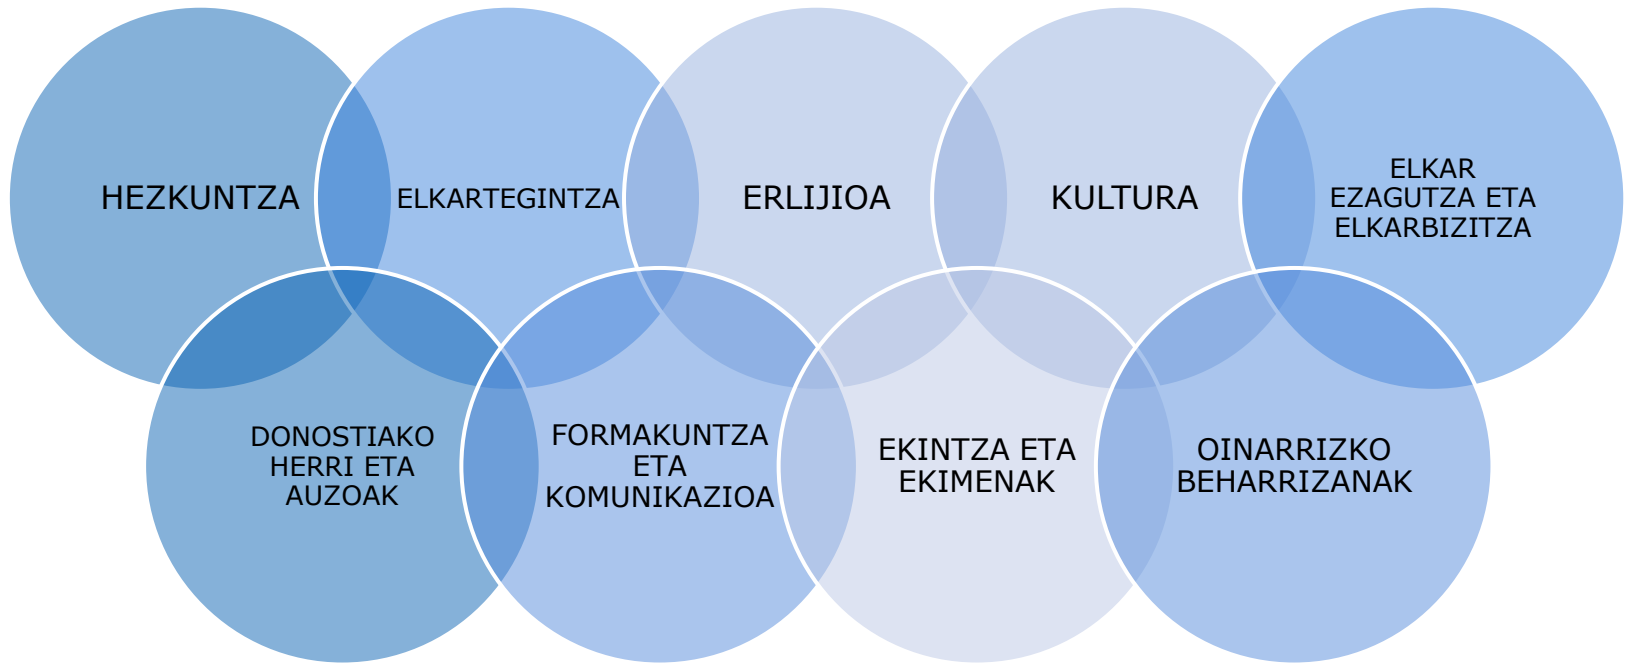 HEZKUNTZA
ELKARTEGINTZA
ERLIJIOA
KULTURA
ELKAR
EZAGUTZA ETA
ELKARBIZITZA
DONOSTIAKO
HERRI ETA
AUZOAK
FORMAKUNTZA
ETA
KOMUNIKAZIOA
EKINTZA ETA
EKIMENAK
OINARRIZKO
BEHARRIZANAK